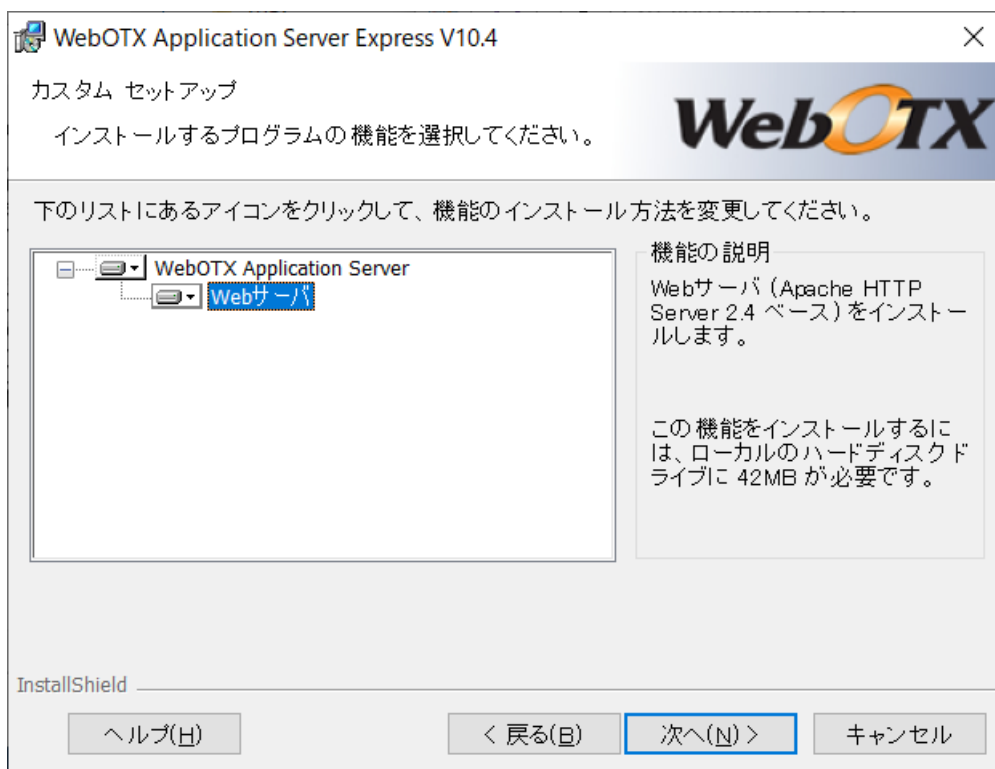 WebOTX Application Server Express V10.4
カスタム セットアップ
インストールするプログラムの機能を選択してください。
WebOTX
下のリストにあるアイコンをクリックして、機能のインストール方法を変更してください。
WebOTX Application Server
Webサーバ
機能の説明
Webサーバ (Apache HTTP
Server 2.4 ベース)をインストー
ルします。
この機能をインストールするに
は、ローカルのハードディスクド
ライブに 42MB が必要です。
InstallShield
ヘルプ(H)
< 戻る(B)
次へ(N) >
キャンセル